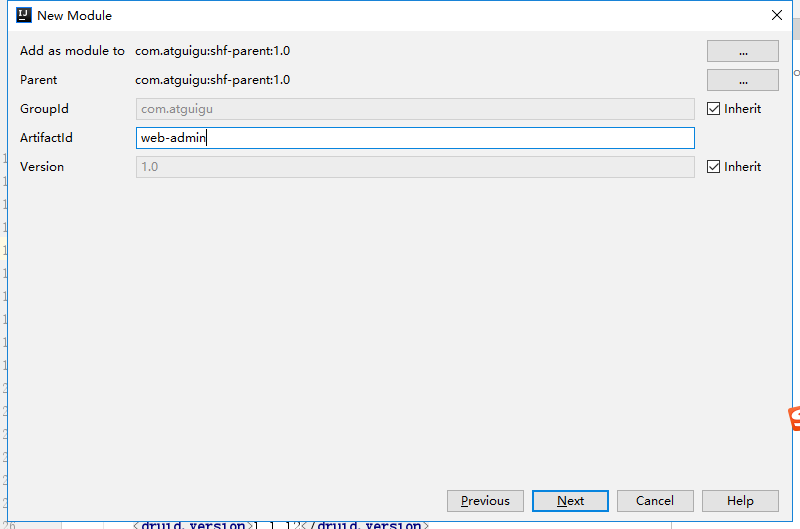 New Module
Add as module to com.atguigu:shf-parent:1.0 ...
Parent com.atguigu:shf-parent:1.0 ...
GroupId com.atguigu Inherit
ArtifactId web-admin
Version 1.0 Inherit
Previous Next Cancel Help
26 <druid.version>1.1.12</druid.version>